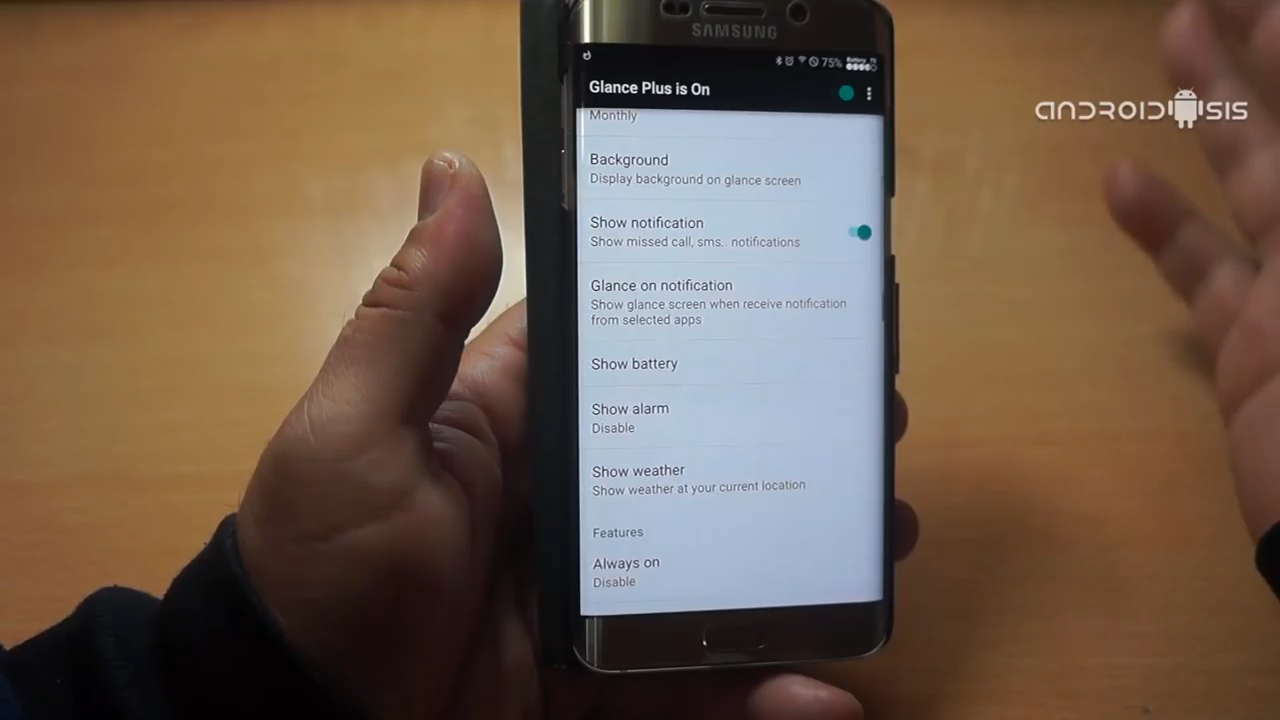 SAMSUNG
75%
Glance Plus is On
ANDROIDSIS
Monthly
Background
Display background on glance screen
Show notification
Show missed call, sms.. notifications
Glance on notification
Show glance screen when receive notification
from selected apps
Show battery
Show alarm
Disable
Show weather
Show weather at your current location
Features
Always on
Disable